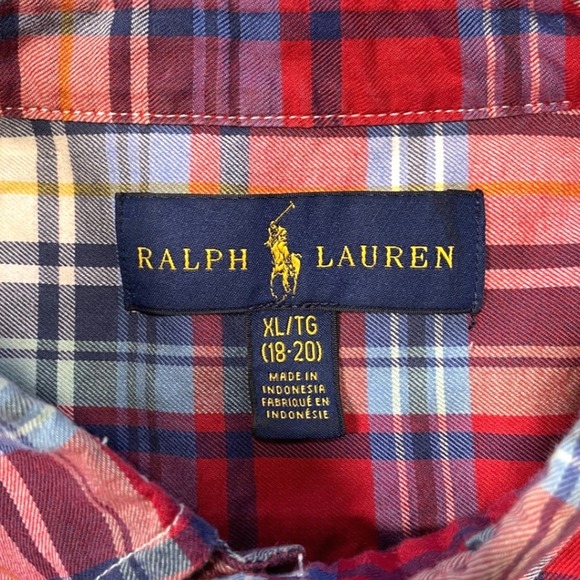 RALPH LAUREN
XL/TG
(18-20)
MADE IN
INDONESIA
FABRIQUÉ EN
INDONÉSIE